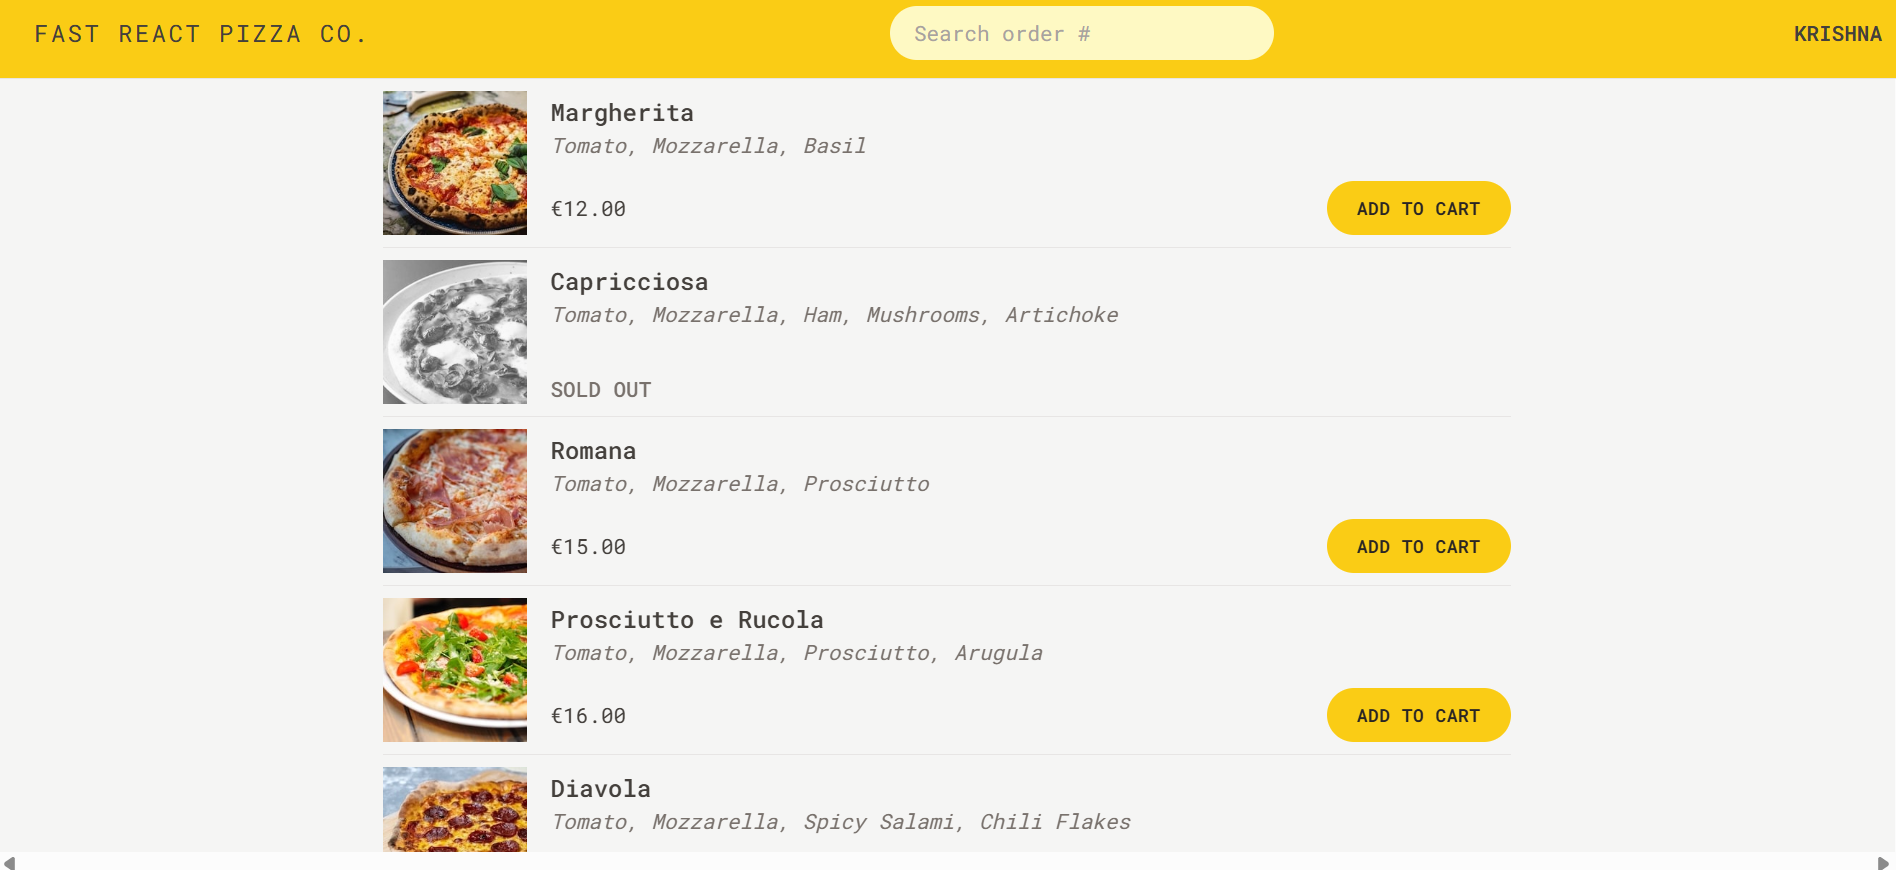 FAST REACT PIZZA CO.
Search order #
KRISHNA
Margherita
Tomato, Mozzarella, Basil
€12.00
ADD TO CART
Capricciosa
Tomato, Mozzarella, Ham, Mushrooms, Artichoke
SOLD OUT
Romana
Tomato, Mozzarella, Prosciutto
€15.00
ADD TO CART
Prosciutto e Rucola
Tomato, Mozzarella, Prosciutto, Arugula
€16.00
ADD TO CART
Diavola
Tomato, Mozzarella, Spicy Salami, Chili Flakes